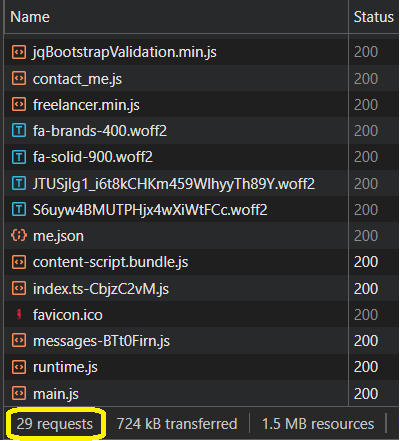 Name Status
jqBootstrapValidation.min.js 200
contact_me.js 200
freelancer.min.js 200
fa-brands-400.woff2 200
fa-solid-900.woff2 200
JTUSjIg1_i6t8kCHKm459WlhyyTh89Y.woff2 200
S6uyw4BMUTPHjx4wXiWtFCc.woff2 200
me.json 200
content-script.bundle.js 200
index.ts-CbjzC2vM.js 200
favicon.ico 200
messages-BTt0Firn.js 200
runtime.js 200
main.js 200
29 requests 724 kB transferred 1.5 MB resources